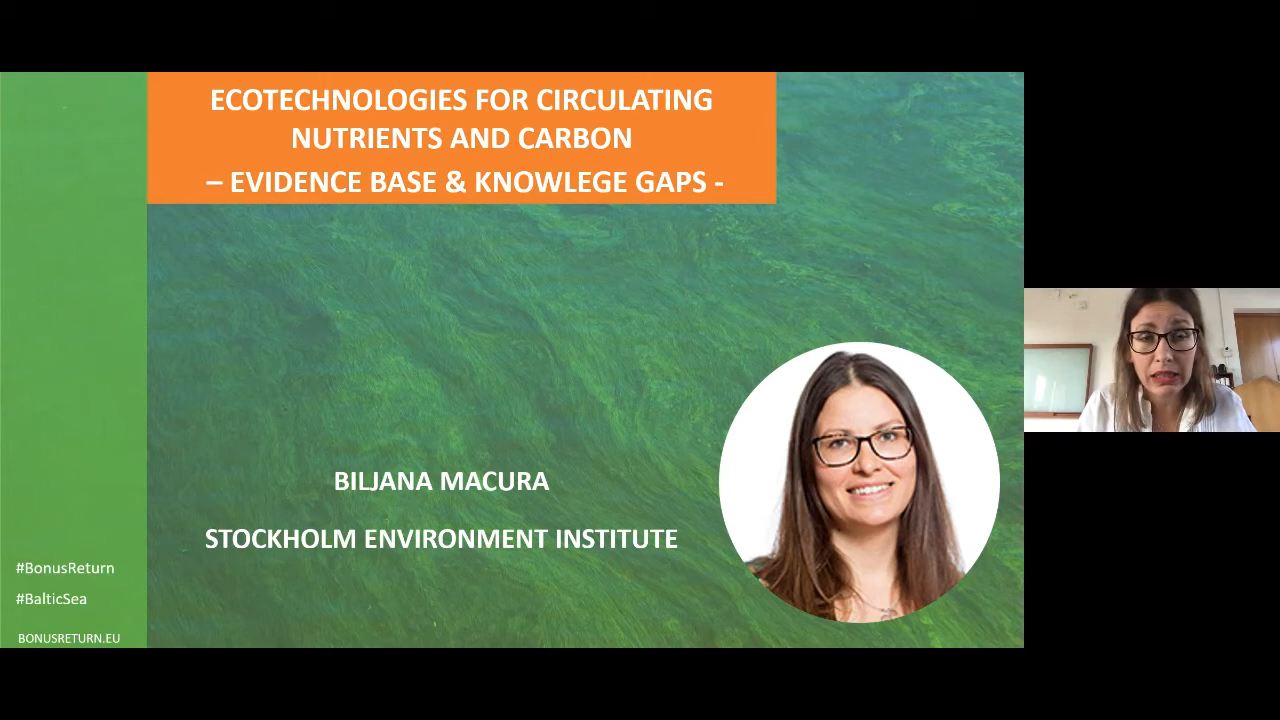 ECOTECHNOLOGIES FOR CIRCULATING
NUTRIENTS AND CARBON
– EVIDENCE BASE & KNOWLEGE GAPS -
BILJANA MACURA
STOCKHOLM ENVIRONMENT INSTITUTE
#BonusReturn
#BalticSea
BONUSRETURN.EU